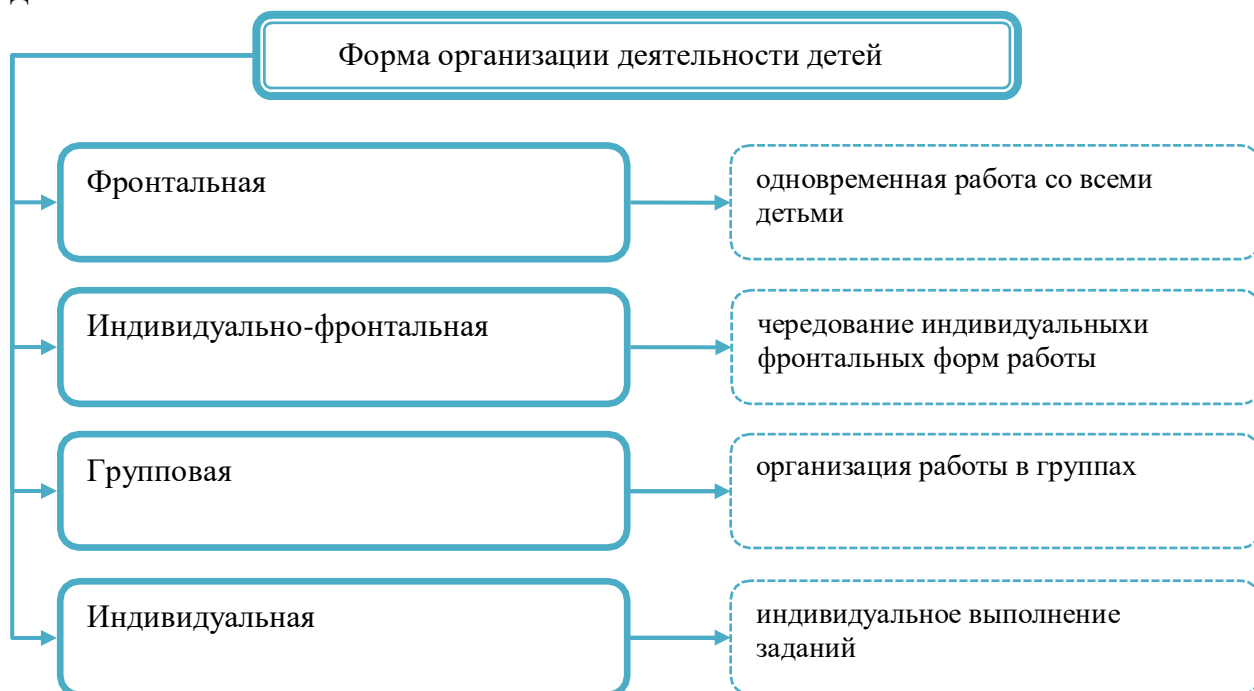 Форма организации деятельности детей
Фронтальная
одновременная работа со всеми
детьми
Индивидуально-фронтальная
чередование индивидуальныхи
фронтальных форм работы
Групповая
организация работы в группах
Индивидуальная
индивидуальное выполнение
заданий